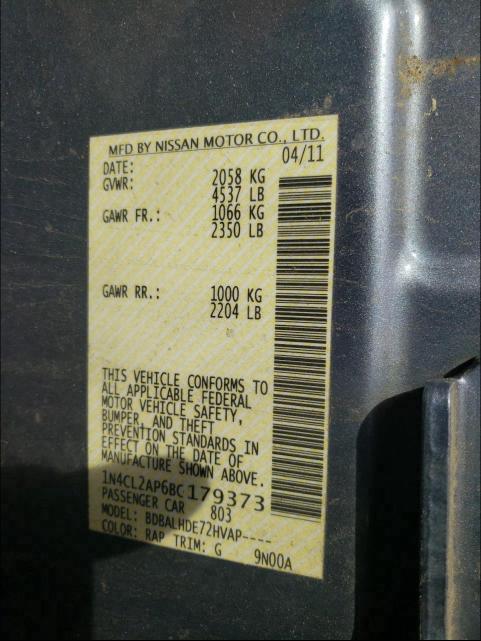 MFD BY NISSAN MOTOR CO., LTD.
DATE: 04/11
GVWR: 2058 KG
4537 LB
GAWR FR.: 1066 KG
2350 LB
GAWR RR.: 1000 KG
2204 LB
THIS VEHICLE CONFORMS TO
ALL APPLICABLE FEDERAL
MOTOR VEHICLE SAFETY,
BUMPER, AND THEFT
PREVENTION STANDARDS IN
EFFECT ON THE DATE OF
MANUFACTURE SHOWN ABOVE.
1N4CL2AP6BC179373
PASSENGER CAR 803
MODEL: BDBALHDE72HVAP----
COLOR: RAP TRIM: G 9N00A